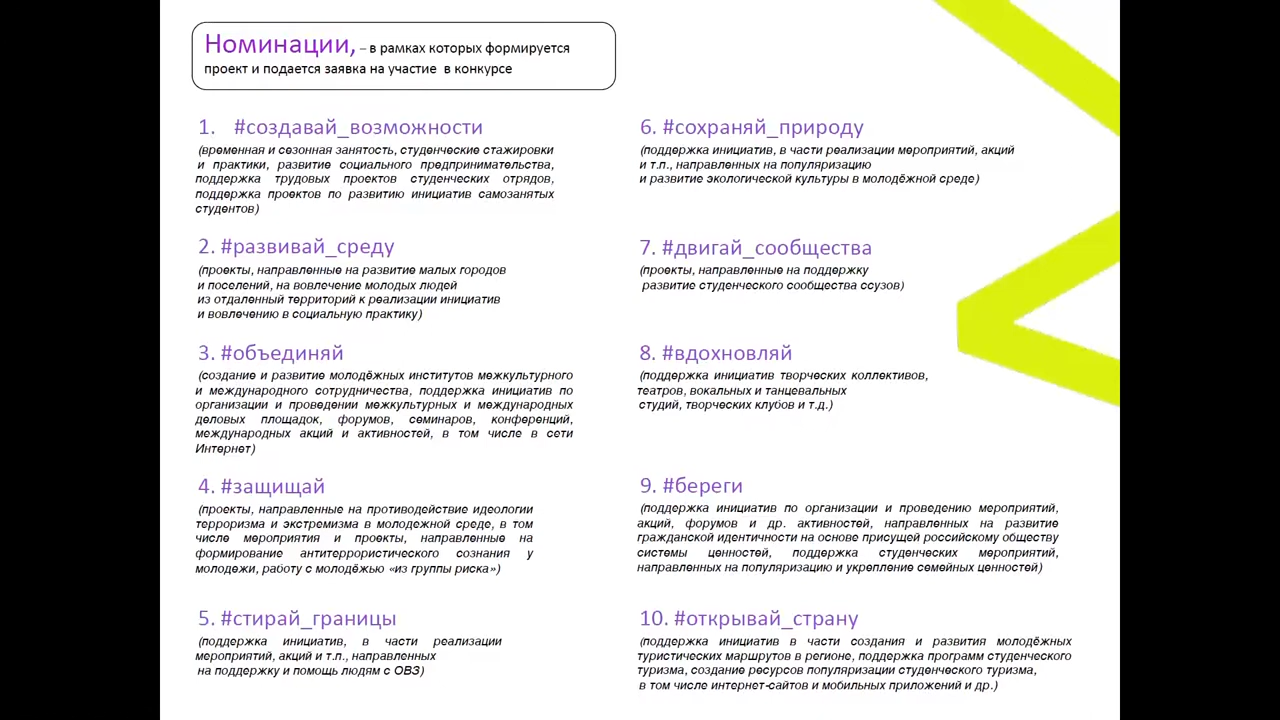 Номинации, – в рамках которых формируется
проект и подается заявка на участие в конкурсе
1. #создавай_возможности
(временная и сезонная занятость, студенческие стажировки
и практики, развитие социального предпринимательства,
поддержка трудовых проектов студенческих отрядов,
поддержка проектов по развитию инициатив самозанятых
студентов)
2. #развивай_среду
(проекты, направленные на развитие малых городов
и поселений, на вовлечение молодых людей
из отдаленный территорий к реализации инициатив
и вовлечению в социальную практику)
3. #объединяй
(создание и развитие молодёжных институтов межкультурного
и международного сотрудничества, поддержка инициатив по
организации и проведении межкультурных и международных
деловых площадок, форумов, семинаров, конференций,
международных акций и активностей, в том числе в сети
Интернет)
4. #защищай
(проекты, направленные на противодействие идеологии
терроризма и экстремизма в молодежной среде, в том
числе мероприятия и проекты, направленные на
формирование антитеррористического сознания у
молодежи, работу с молодёжью «из группы риска»)
5. #стирай_границы
(поддержка инициатив, в части реализации
мероприятий, акций и т.п., направленных
на поддержку и помощь людям с ОВЗ)
6. #сохраняй_природу
(поддержка инициатив, в части реализации мероприятий, акций
и т.п., направленных на популяризацию
и развитие экологической культуры в молодёжной среде)
7. #двигай_сообщества
(проекты, направленные на поддержку
развитие студенческого сообщества ссузов)
8. #вдохновляй
(поддержка инициатив творческих коллективов,
театров, вокальных и танцевальных
студий, творческих клубов и т.д.)
9. #береги
(поддержка инициатив по организации и проведению мероприятий,
акций, форумов и др. активностей, направленных на развитие
гражданской идентичности на основе присущей российскому обществу
системы ценностей, поддержка студенческих мероприятий,
направленных на популяризацию и укрепление семейных ценностей)
10. #открывай_страну
(поддержка инициатив в части создания и развития молодёжных
туристических маршрутов в регионе, поддержка программ студенческого
туризма, создание ресурсов популяризации студенческого туризма,
в том числе интернет-сайтов и мобильных приложений и др.)